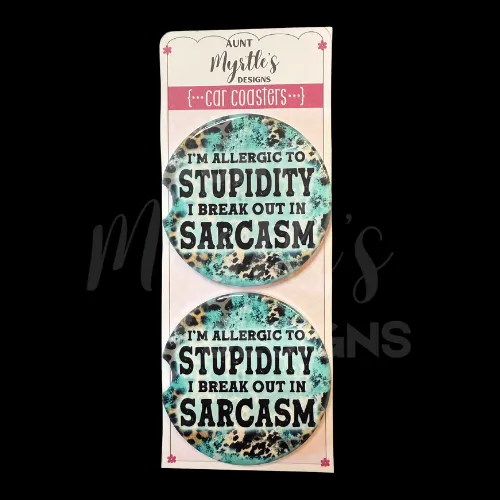 AUNT
Myrtle's
DESIGNS
{···car coasters···}
I'M ALLERGIC TO
STUPIDITY
I BREAK OUT IN
SARCASM
I'M ALLERGIC TO
STUPIDITY
I BREAK OUT IN
SARCASM